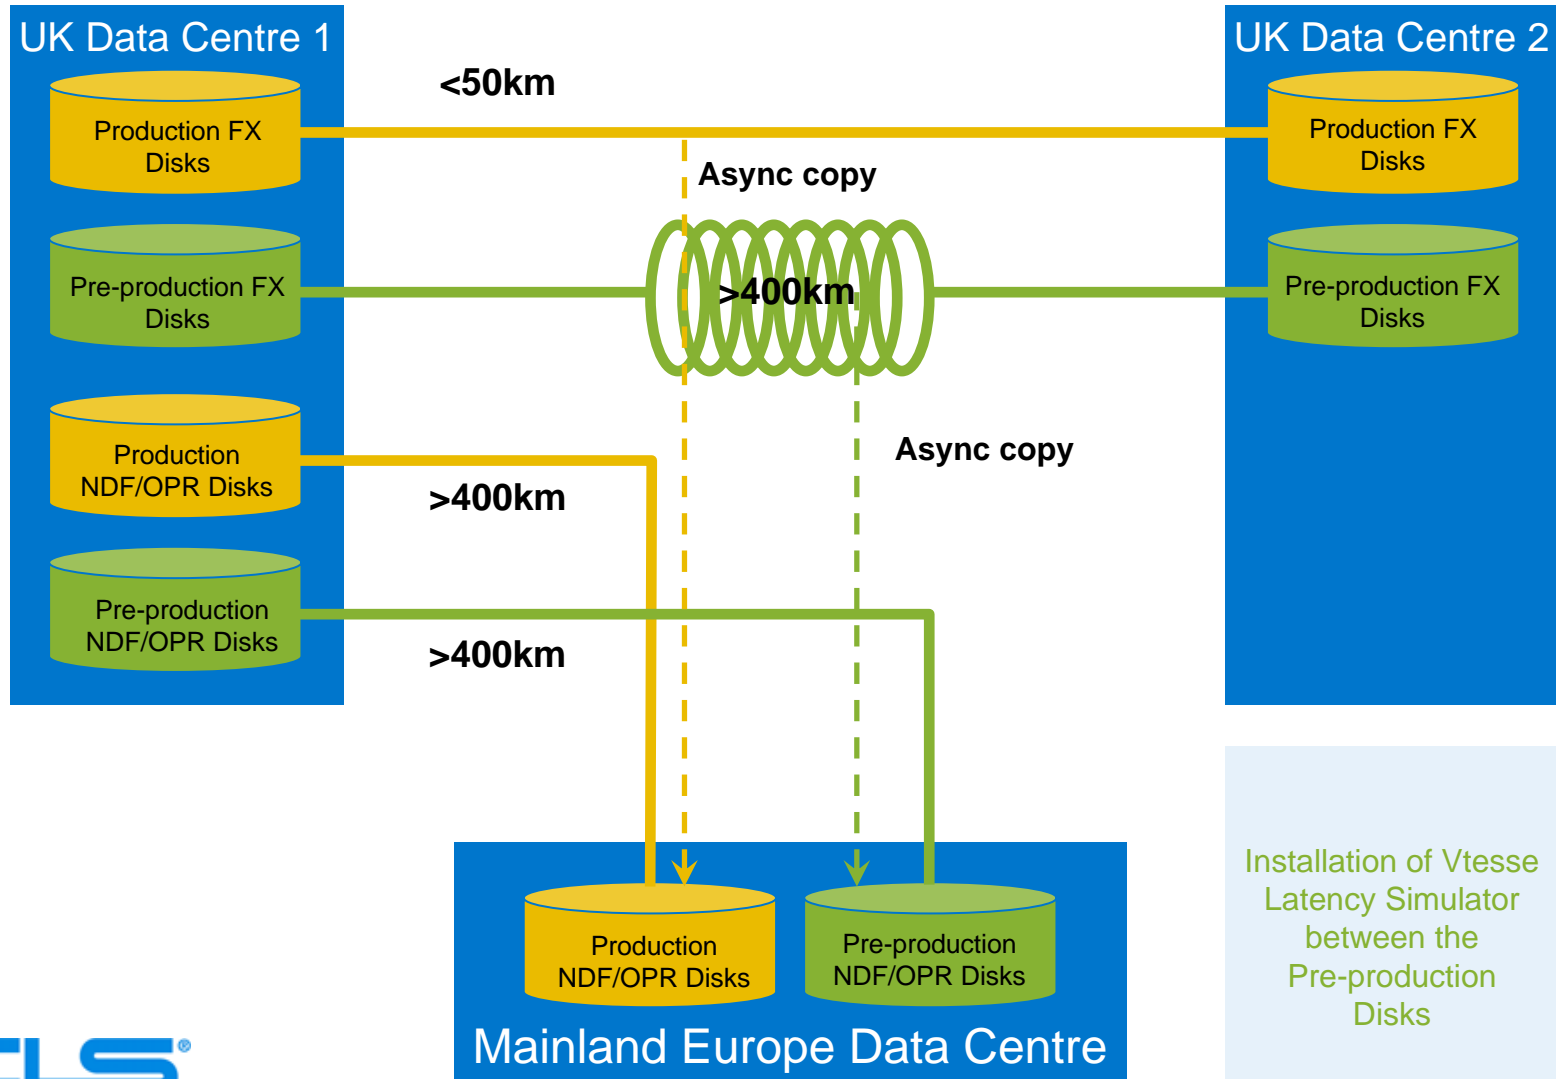 UK Data Centre 1
UK Data Centre 2
<50km
Production FX
Disks
Production FX
Disks
Async copy
Pre-production FX
Disks
>400km
Pre-production FX
Disks
Production
NDF/OPR Disks
Async copy
>400km
Pre-production
NDF/OPR Disks
>400km
Installation of Vtesse
Latency Simulator
between the
Pre-production
Disks
Production
NDF/OPR Disks
Pre-production
NDF/OPR Disks
Mainland Europe Data Centre